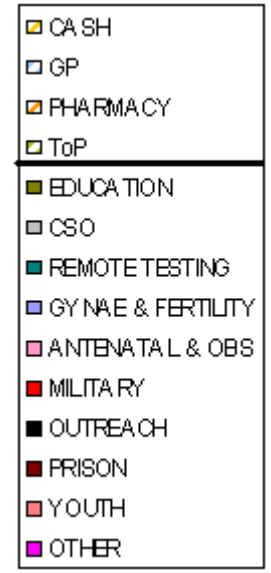 CASH
GP
PHARMACY
ToP
EDUCATION
CSO
REMOTE TESTING
GYNAE & FERTILITY
ANTENATAL & OBS
MILITARY
OUTREACH
PRISON
YOUTH
OTHER